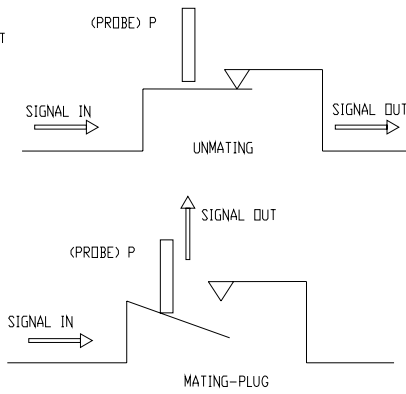 (PROBE) P
T
SIGNAL IN
SIGNAL OUT
UNMATING
SIGNAL OUT
(PROBE) P
SIGNAL IN
MATING-PLUG